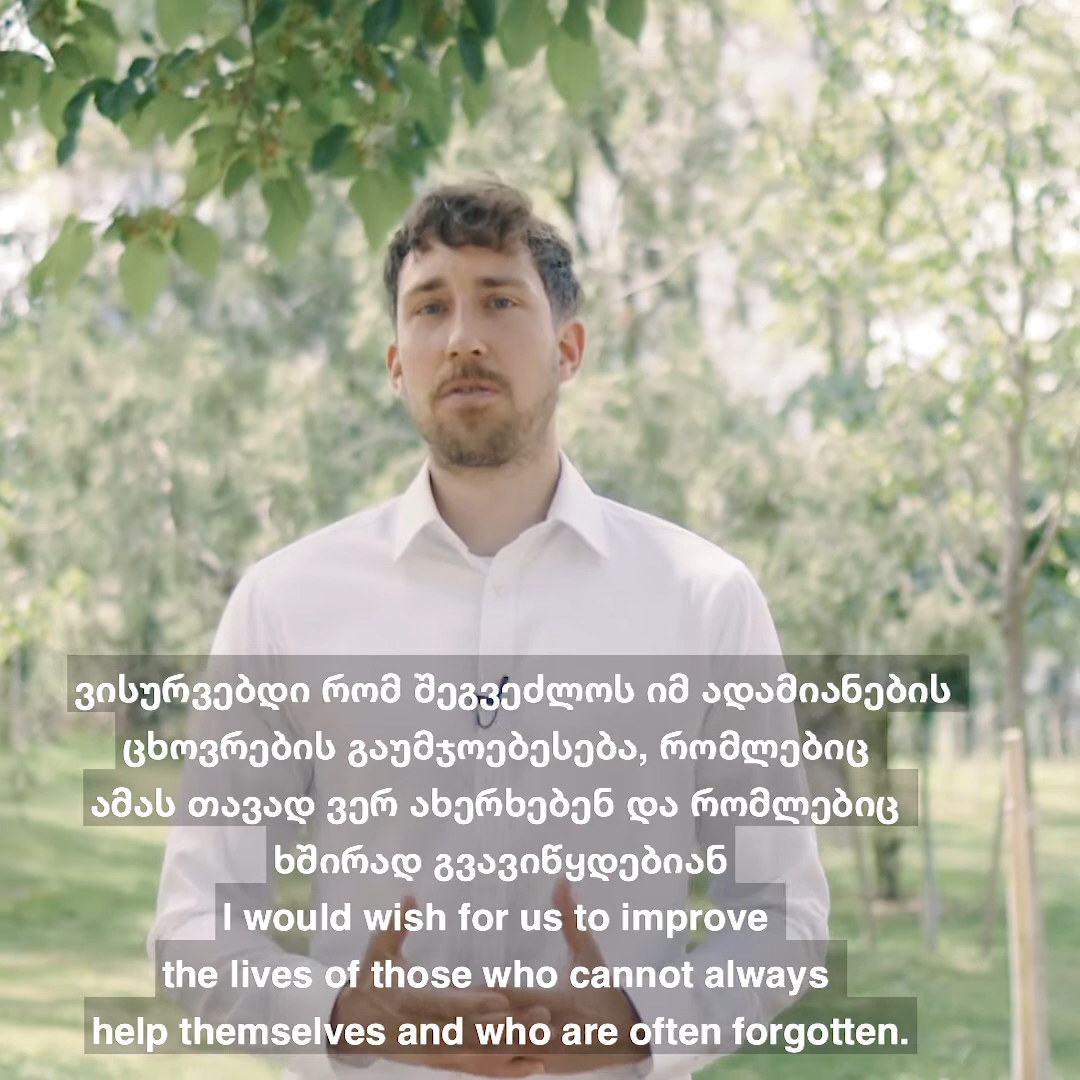 ვისურვებდი რომ შეგვეძლოს იმ ადამიანების
ცხოვრების გაუმჯოებესება, რომლებიც
ამას თავად ვერ ახერხებენ და რომლებიც
ხშირად გვავიწყდებიან
I would wish for us to improve
the lives of those who cannot always
help themselves and who are often forgotten.